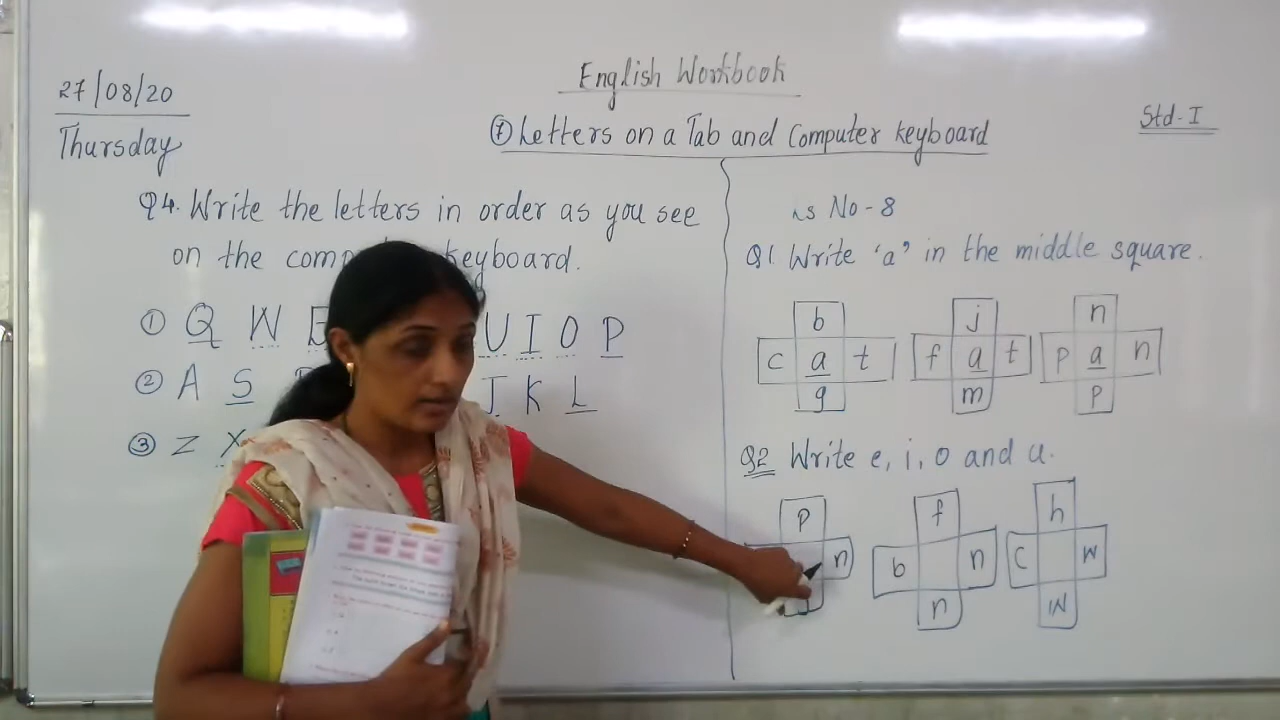 27/08/20
Thursday
English Workbook
Std-I
⑦ Letters on a Tab and Computer keyboard
Q4. Write the letters in order as you see
on the keyboard.
① Q W E U I O P
② A S J K L
③ Z X
No - 8
Q1 Write 'a' in the middle square.
b
c a t
g
j
f a t
m
n
p a n
p
Q2 Write e, i, o and u.
p
n
f
b n
n
h
c w